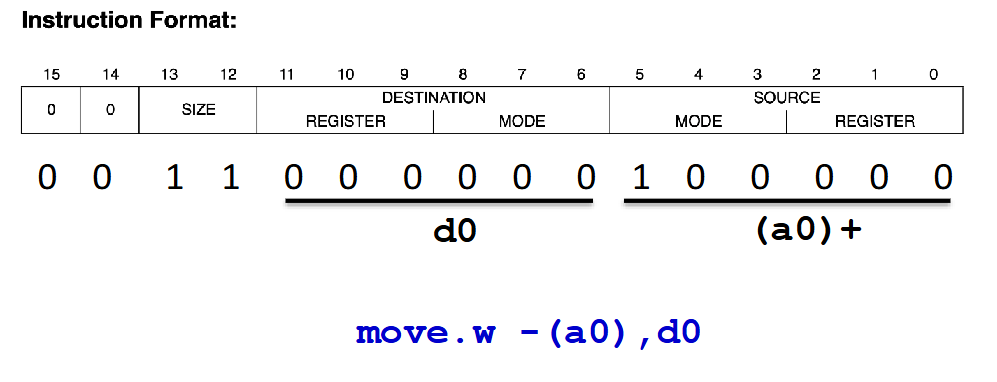 Instruction Format:
15 14 13 12 11 10 9 8 7 6 5 4 3 2 1 0
0 0 SIZE DESTINATION SOURCE
REGISTER MODE MODE REGISTER
0 0 1 1 0 0 0 0 0 0 1 0 0 0 0 0
d0 (a0)+
move.w -(a0),d0